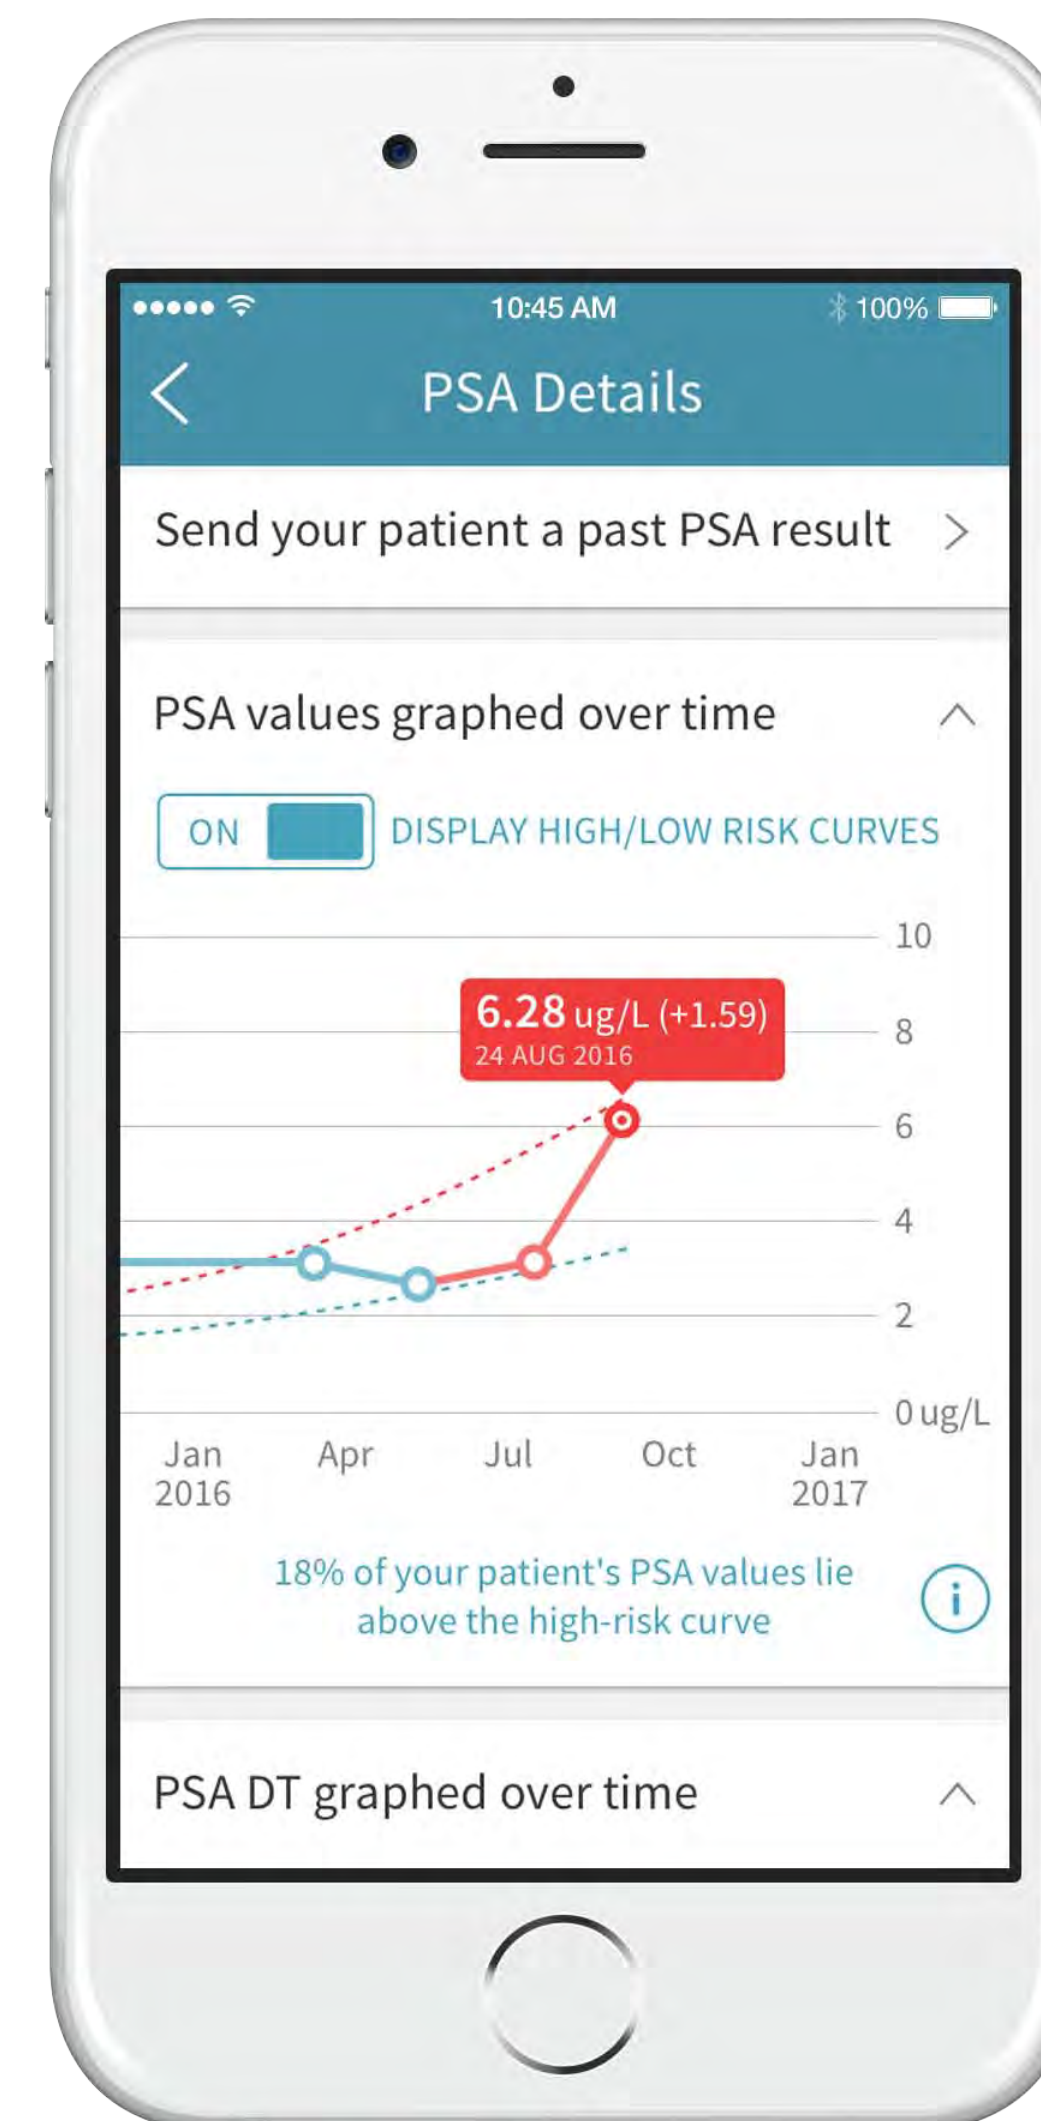 10:45 AM
100%
PSA Details
Send your patient a past PSA result
PSA values graphed over time
ON
DISPLAY HIGH/LOW RISK CURVES
10
6.28 ug/L (+1.59)
24 AUG 2016
8
6
4
2
0 ug/L
Jan Apr Jul Oct Jan
2016 2017
18% of your patient's PSA values lie
above the high-risk curve
i
PSA DT graphed over time